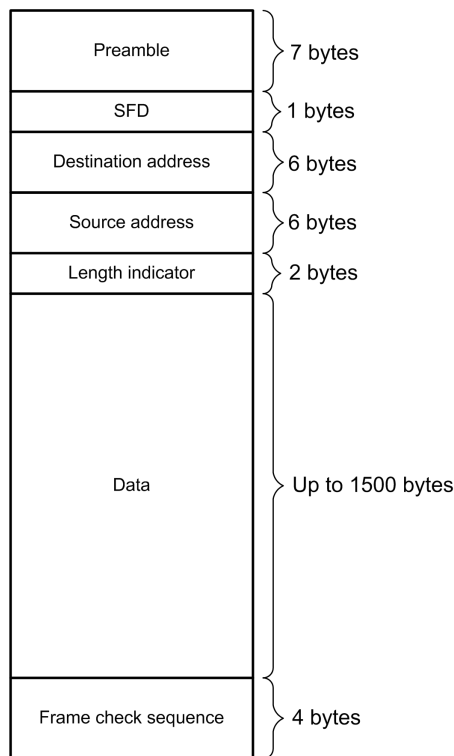 Preamble
7 bytes
SFD
1 bytes
Destination address
6 bytes
Source address
6 bytes
Length indicator
2 bytes
Data
Up to 1500 bytes
Frame check sequence
4 bytes